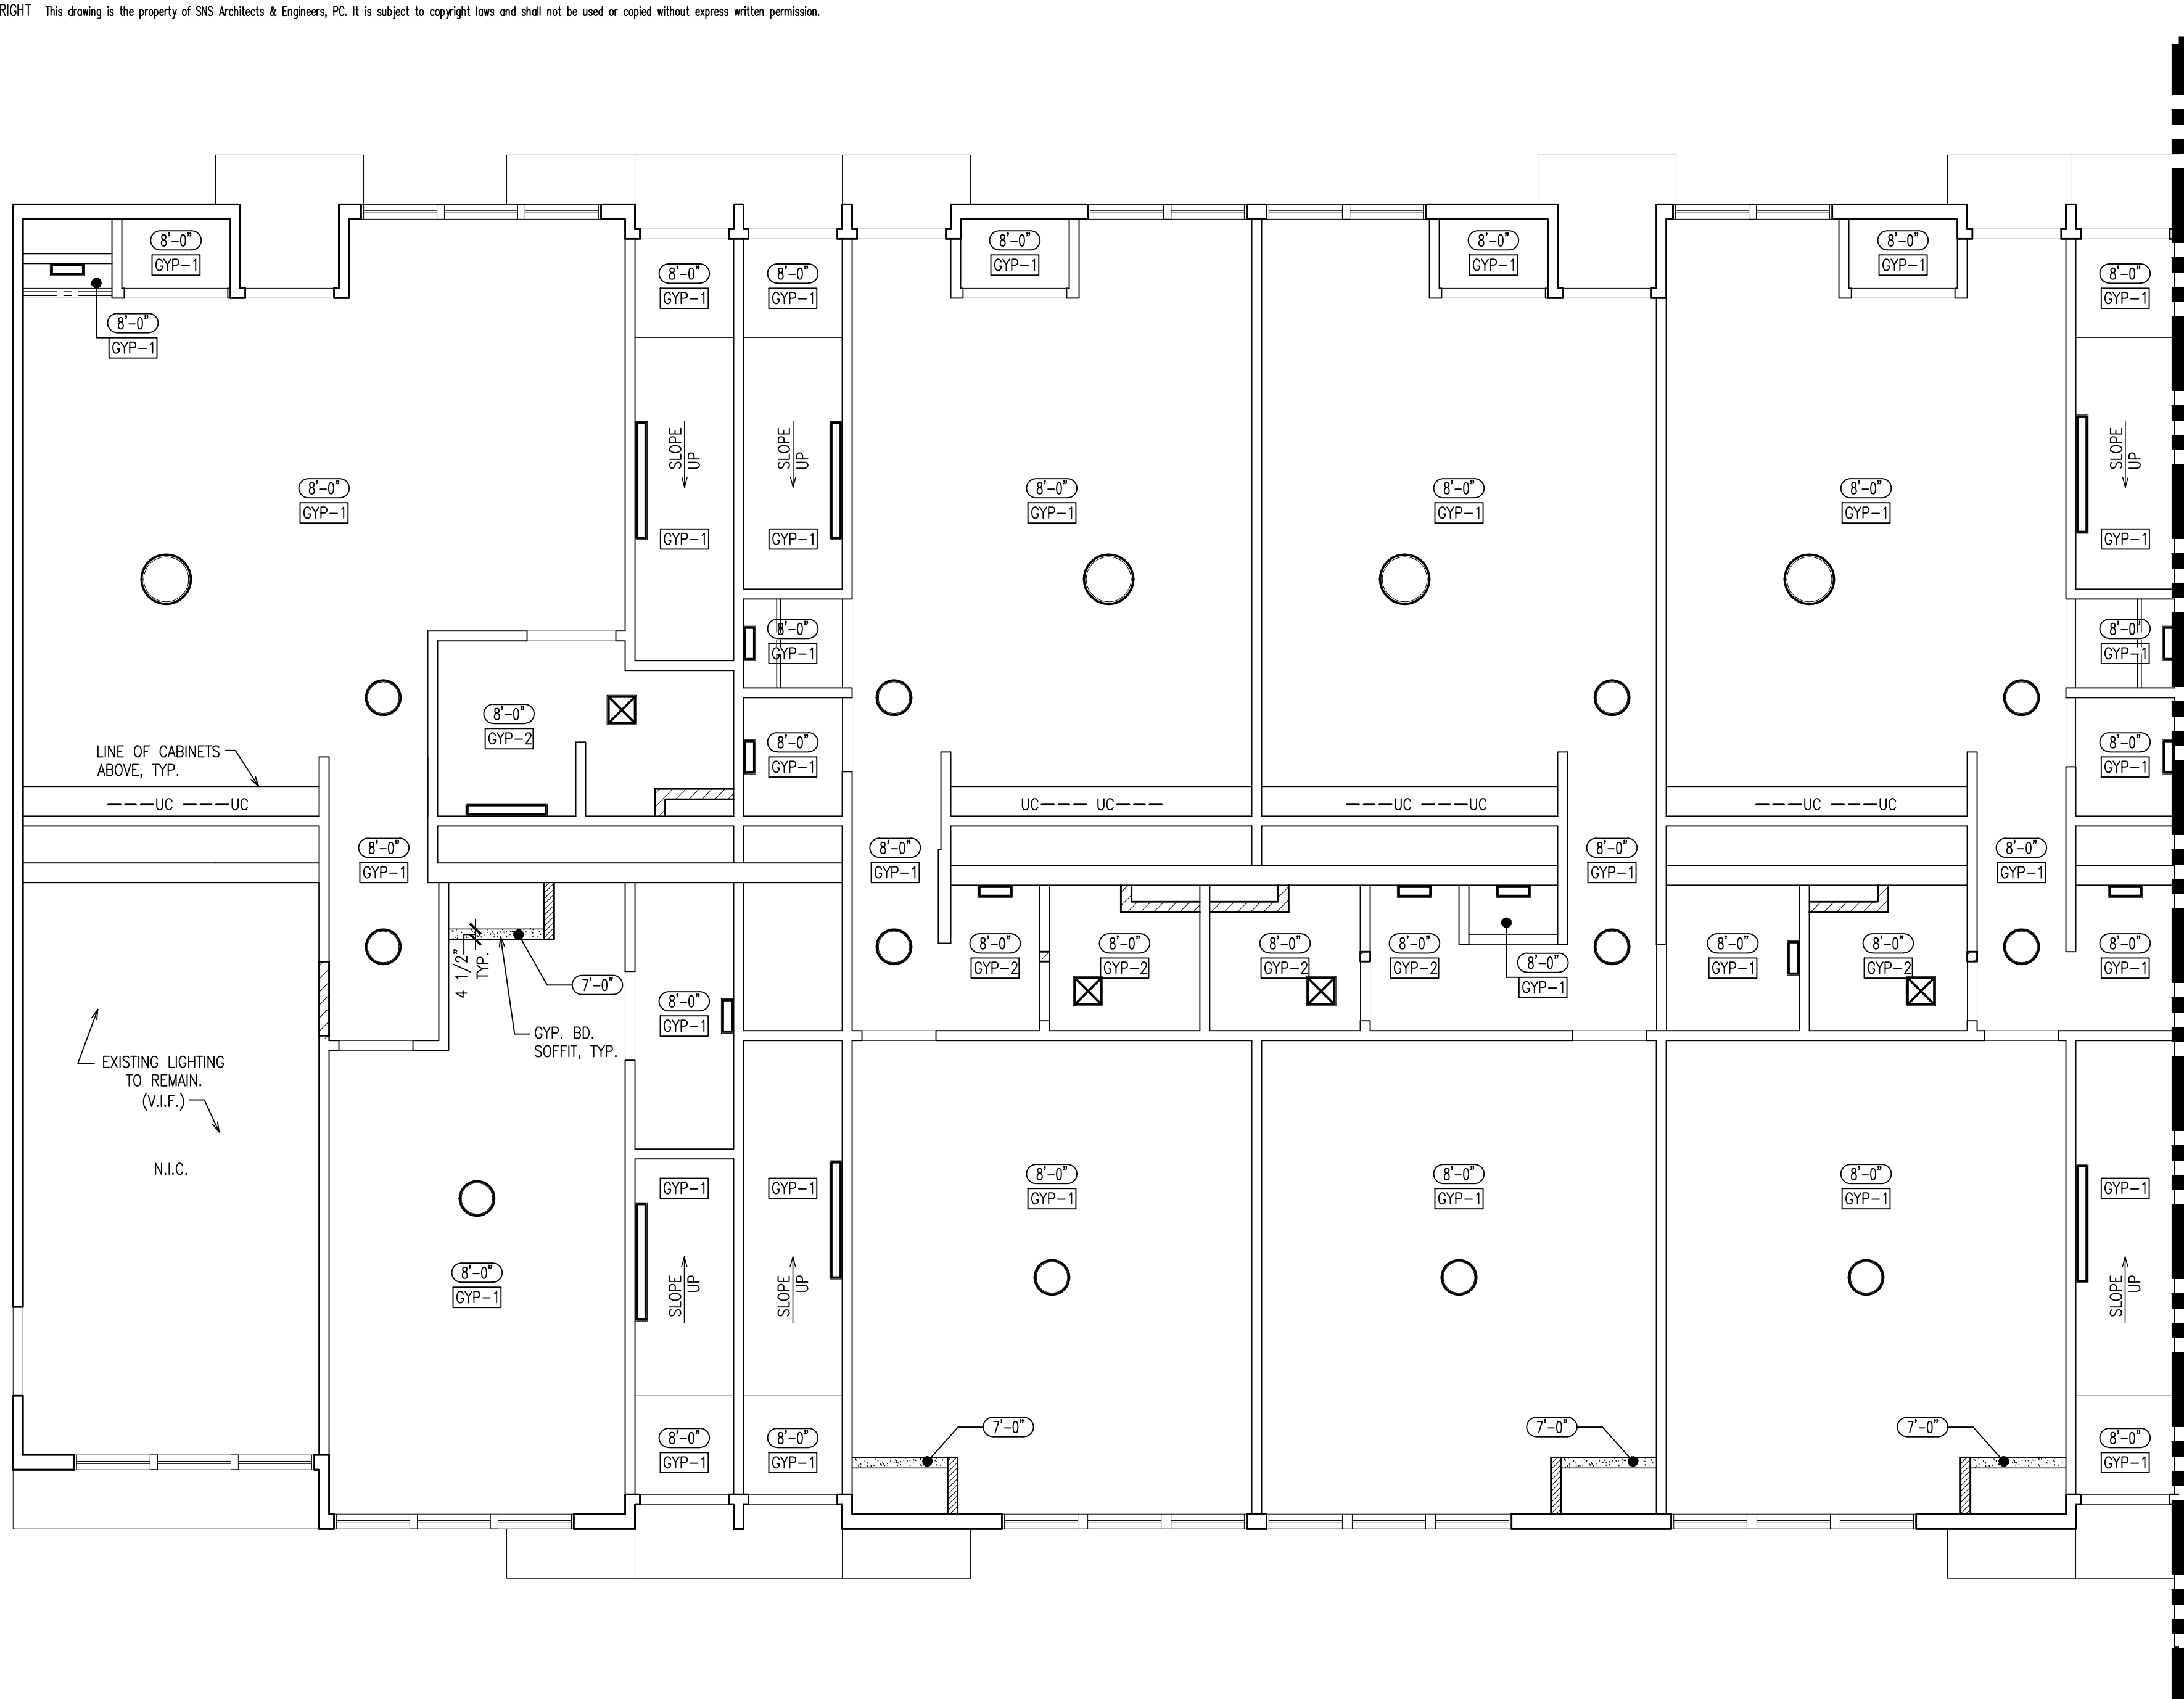 RIGHT This drawing is the property of SNS Architects & Engineers, PC. It is subject to copyright laws and shall not be used or copied without express written permission.
8'-0"
GYP-1
8'-0"
GYP-1
8'-0"
GYP-1
8'-0"
GYP-1
8'-0"
GYP-1
8'-0"
GYP-1
8'-0"
GYP-1
8'-0"
GYP-1
SLOPE
UP
SLOPE
UP
SLOPE
UP
8'-0"
GYP-1
8'-0"
GYP-1
8'-0"
GYP-1
8'-0"
GYP-1
GYP-1
GYP-1
GYP-1
8'-0"
GYP-1
8'-0"
GYP-1
8'-0"
GYP-2
8'-0"
GYP-1
8'-0"
GYP-1
LINE OF CABINETS
ABOVE, TYP.
UC UC
UC UC
UC UC
UC UC
8'-0"
GYP-1
8'-0"
GYP-1
8'-0"
GYP-1
8'-0"
GYP-1
8'-0"
GYP-2
8'-0"
GYP-2
8'-0"
GYP-2
8'-0"
GYP-2
8'-0"
GYP-1
8'-0"
GYP-1
8'-0"
GYP-2
8'-0"
GYP-1
4 1/2"
TYP.
7'-0"
8'-0"
GYP-1
GYP. BD.
SOFFIT, TYP.
EXISTING LIGHTING
TO REMAIN.
(V.I.F.)
N.I.C.
GYP-1
GYP-1
8'-0"
GYP-1
8'-0"
GYP-1
8'-0"
GYP-1
GYP-1
8'-0"
GYP-1
SLOPE
UP
SLOPE
UP
SLOPE
UP
7'-0"
7'-0"
7'-0"
8'-0"
GYP-1
8'-0"
GYP-1
8'-0"
GYP-1